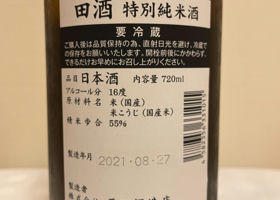 田酒 特別純米酒
要冷蔵
ご購入後は品質保持の為、直射日光を避け、冷蔵で
の保存をお願いいたします。開栓前後にかかわらず、
できるだけお早めにお召し上がりください。
品目 日本酒 内容量 720ml
アルコール分 16度
原材料名 米(国産)
米こうじ(国産米)
精米歩合 55%
製造年月 2021-08-27
製造者